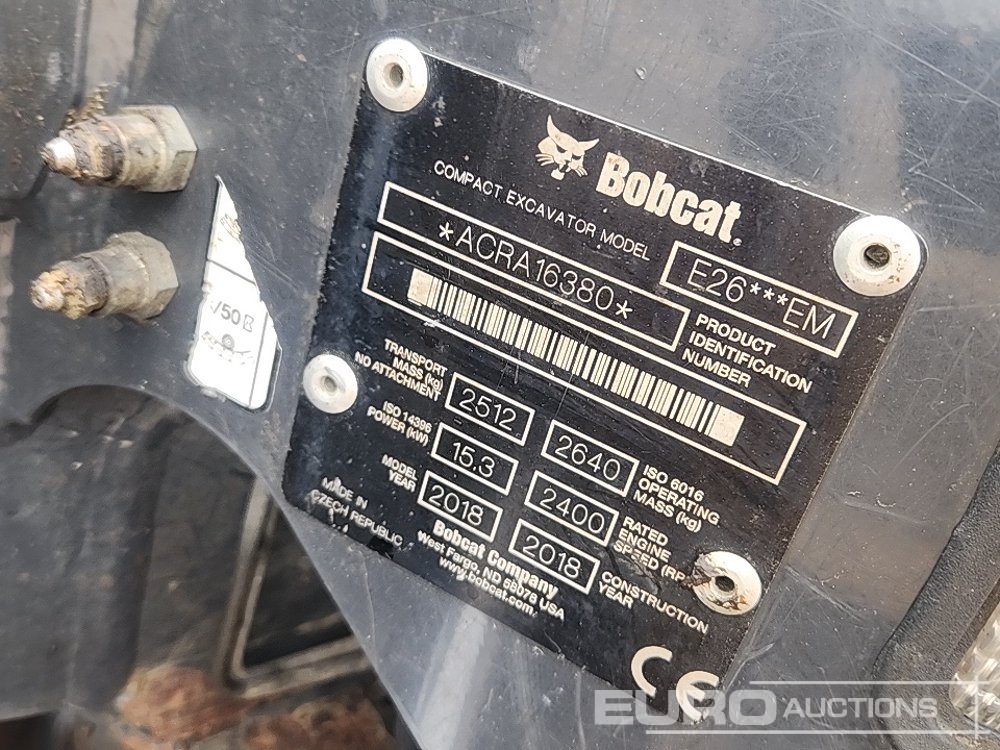 Bobcat
COMPACT EXCAVATOR MODEL
E26***EM
*ACRA16380*
PRODUCT
IDENTIFICATION
NUMBER
TRANSPORT
MASS (kg)
NO ATTACHMENT
2512
2640
ISO 6016
OPERATING
MASS (kg)
ISO 14396
POWER (kW)
15.3
2400
RATED
ENGINE
SPEED (RP
MODEL
YEAR
2018
2018
CONSTRUCTION
YEAR
MADE IN
CZECH REPUBLIC
Bobcat Company
West Fargo, ND 58078 USA
www.bobcat.com
CE
/50
EURO AUCTIONS